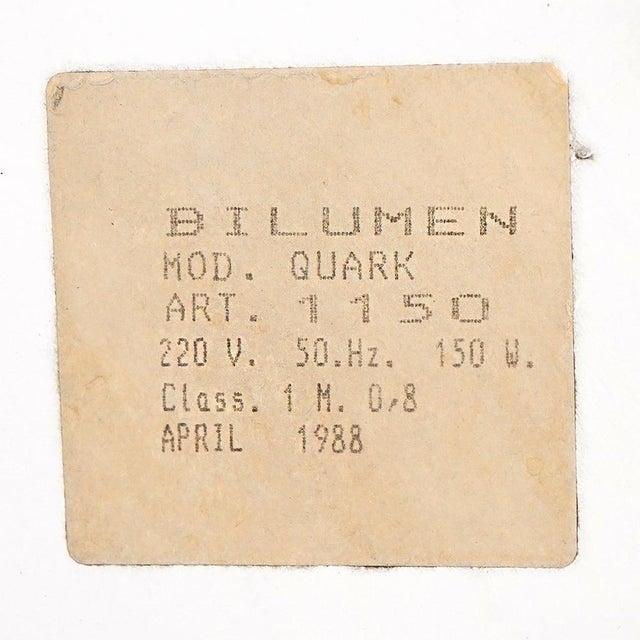 BILUMEN
MOD. QUARK
ART. 1150
220 V. 50.Hz. 150 W.
Class. 1 M. 0,8
APRIL 1988